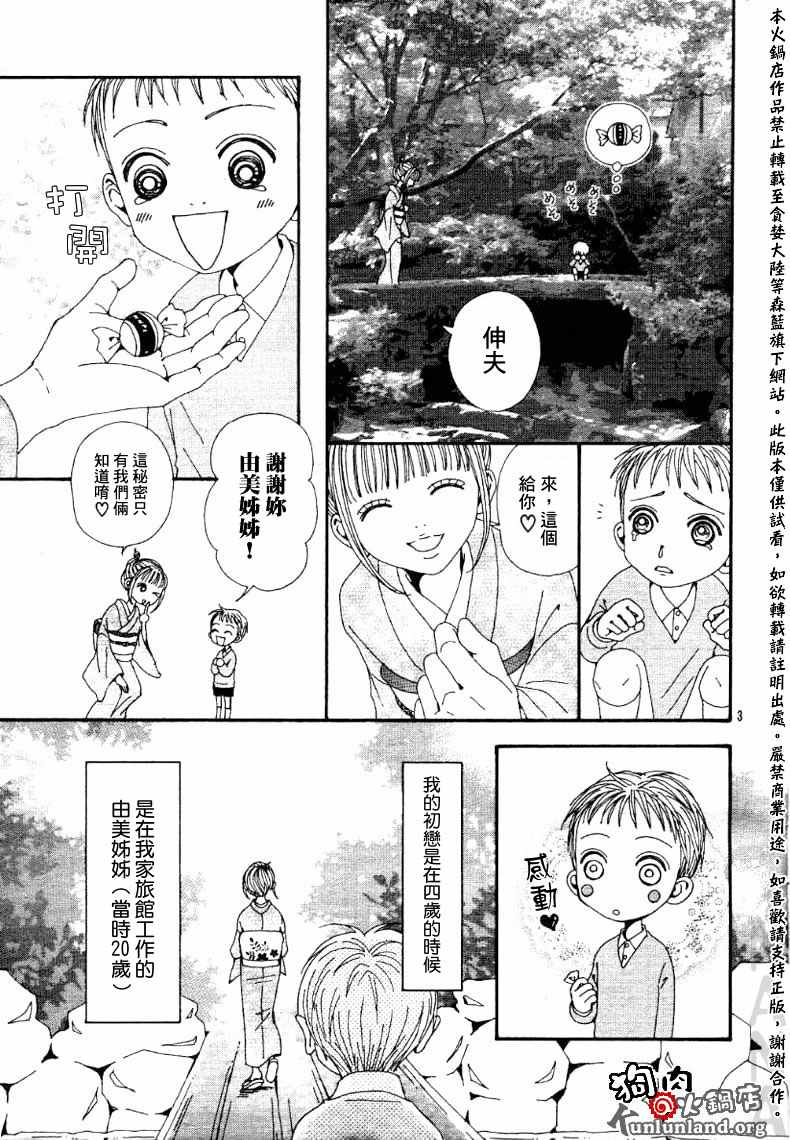 めそ
めそ
めそ
伸夫
打
開
來，這個
給你♡
謝謝妳
由美姊姊！
這秘密只
有我們倆
知道唷♡
3
感動♥
我的初戀是在四歲的時候
是在我家旅館工作的
由美姊姊（當時20歲）
本火鍋店作品禁止轉載至貪婪大陸等森藍旗下網站。此版本僅供試看，如欲轉載請註明出處。嚴禁商業用途，如喜歡請支持正版，謝謝合作。
狗肉
火鍋店
kunlunland.org